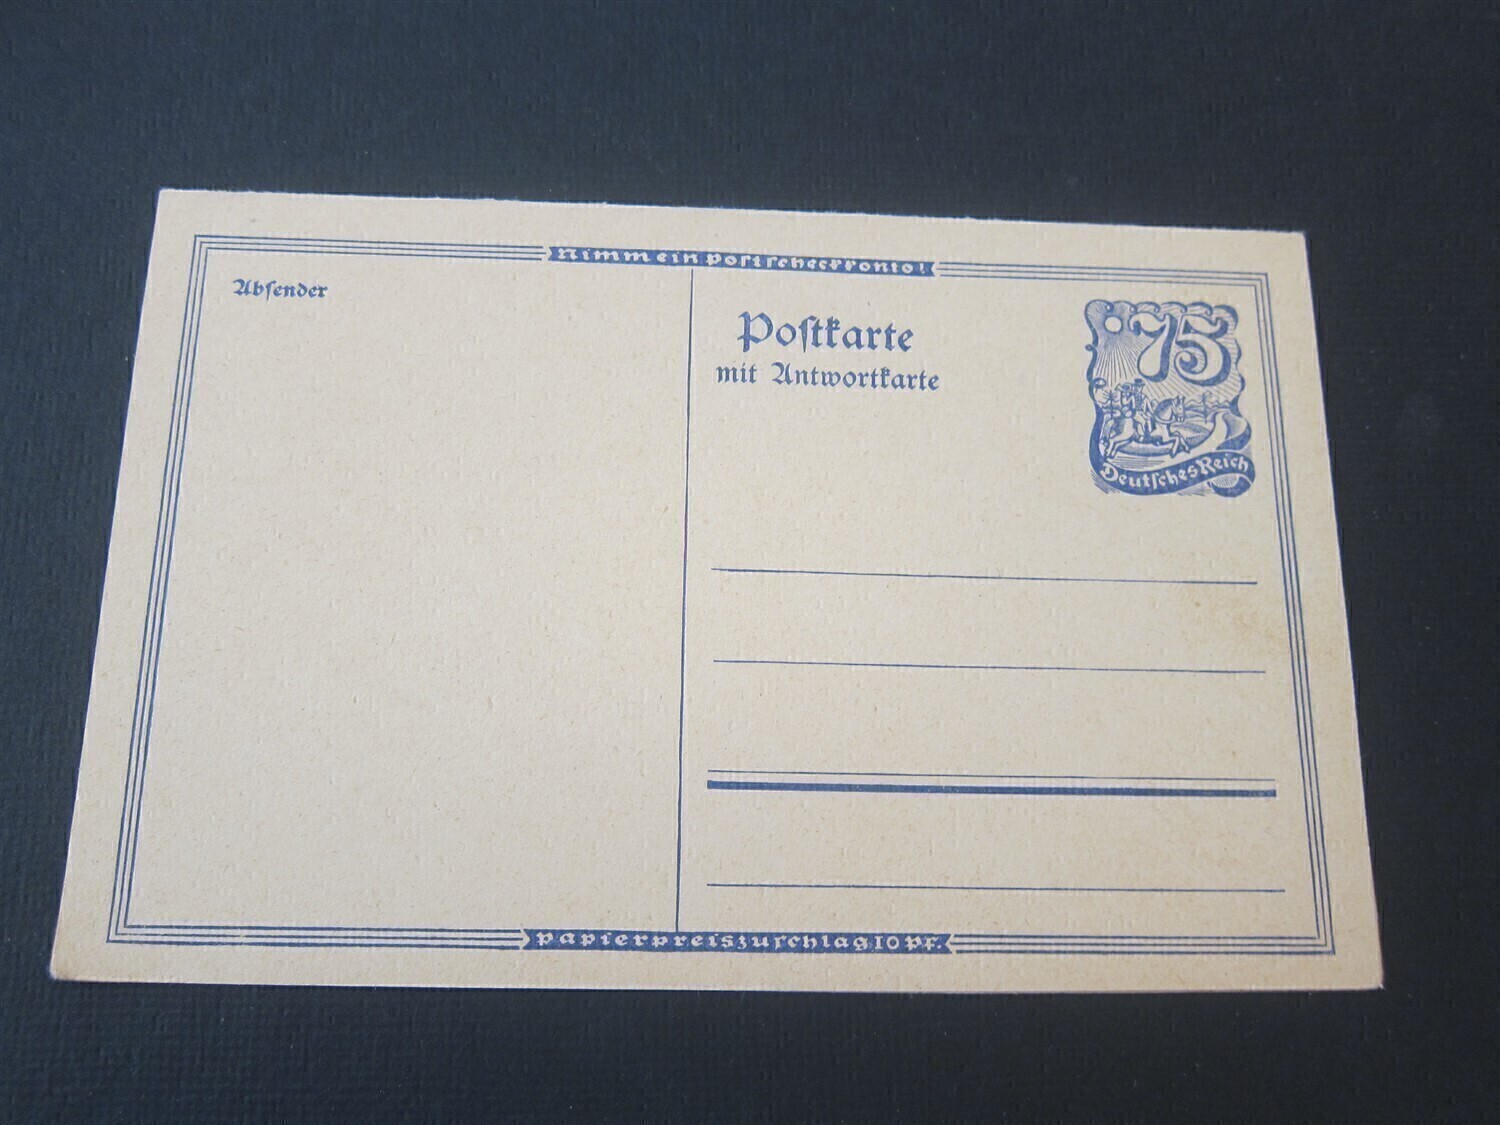 Nimm ein Postſcheckkonto!
Abſender
Poſtkarte
mit Antwortkarte
75
Deutſches Reich
Papierpreiszuſchlag 10 Pf.